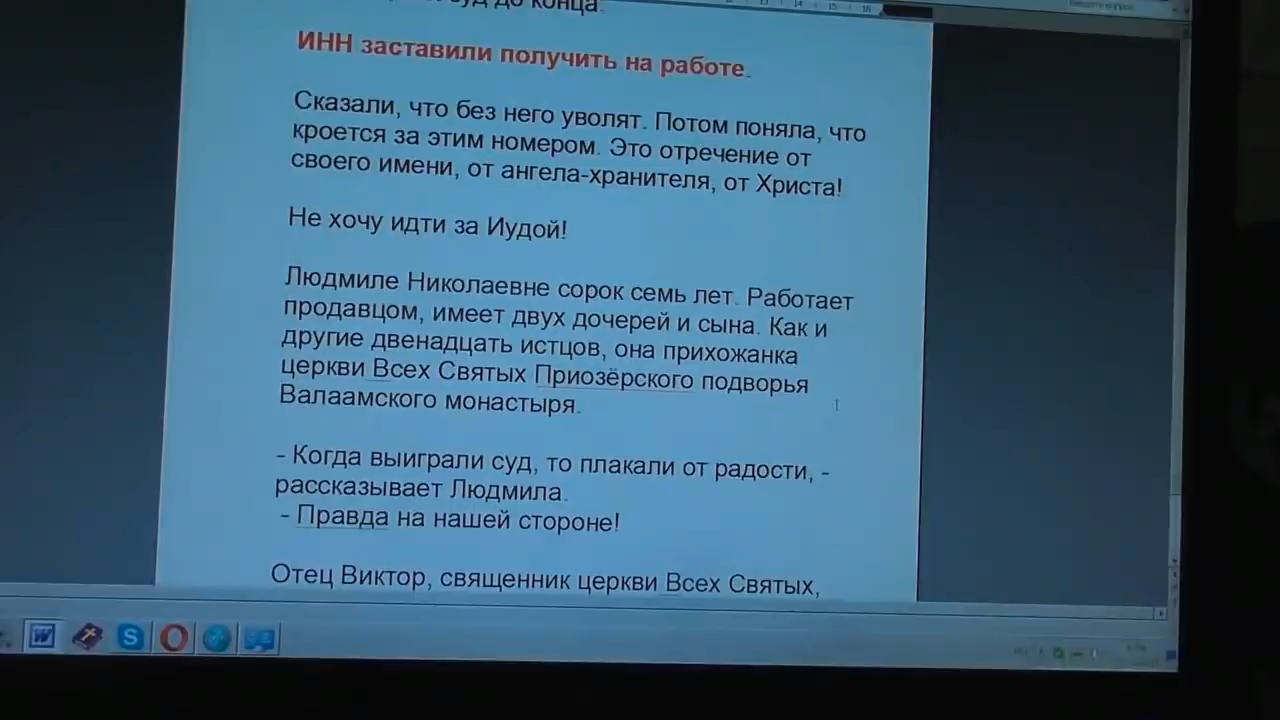 суд до конца.
ИНН заставили получить на работе.
Сказали, что без него уволят. Потом поняла, что
кроется за этим номером. Это отречение от
своего имени, от ангела-хранителя, от Христа!
Не хочу идти за Иудой!
Людмиле Николаевне сорок семь лет. Работает
продавцом, имеет двух дочерей и сына. Как и
другие двенадцать истцов, она прихожанка
церкви Всех Святых Приозёрского подворья
Валаамского монастыря.
- Когда выиграли суд, то плакали от радости, -
рассказывает Людмила.
- Правда на нашей стороне!
Отец Виктор, священник церкви Всех Святых,